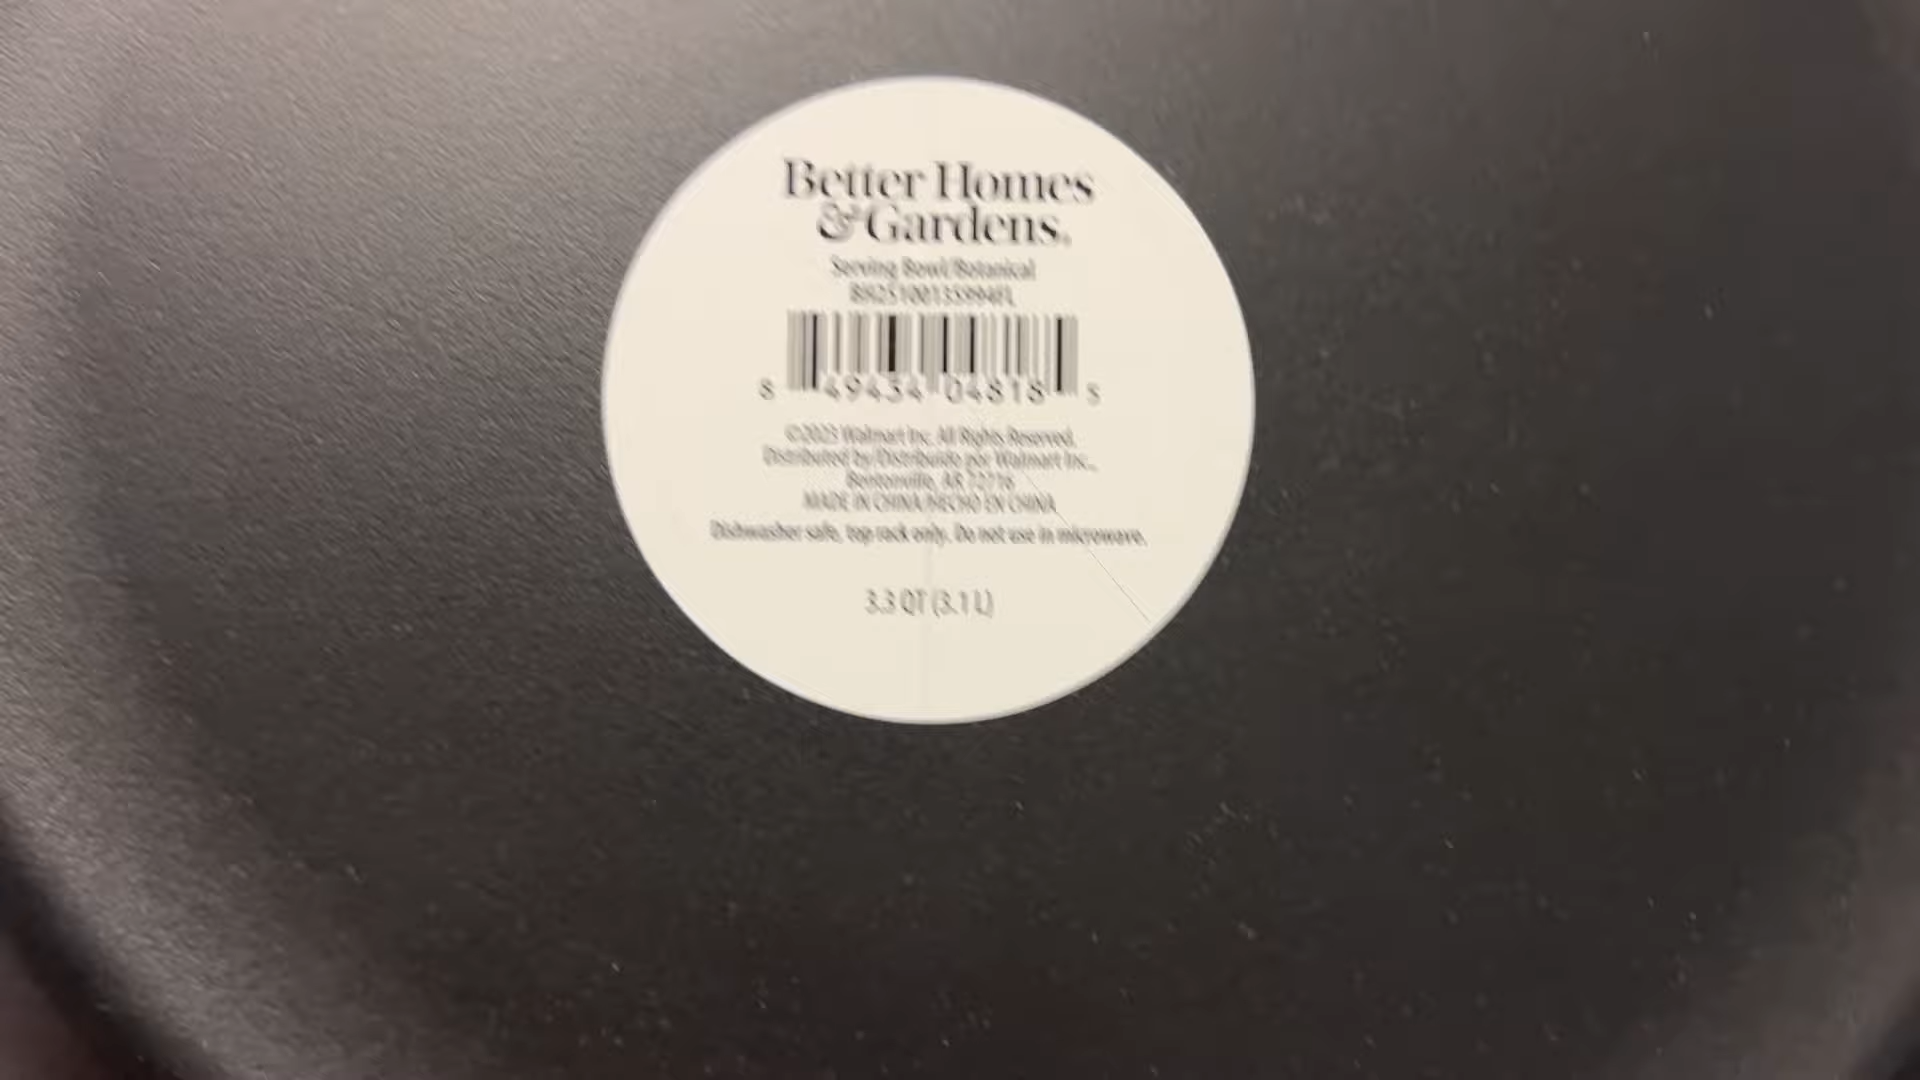 Better Homes
& Gardens.
Serving Bowl/Botanical
8 49434 04818 5
©2023 Walmart Inc. All Rights Reserved.
Distributed by/Distribuido por Walmart Inc.,
Bentonville, AR 72716
MADE IN CHINA/HECHO EN CHINA
Dishwasher safe, top rack only. Do not use in microwave.
3.3 QT (3.1 L)